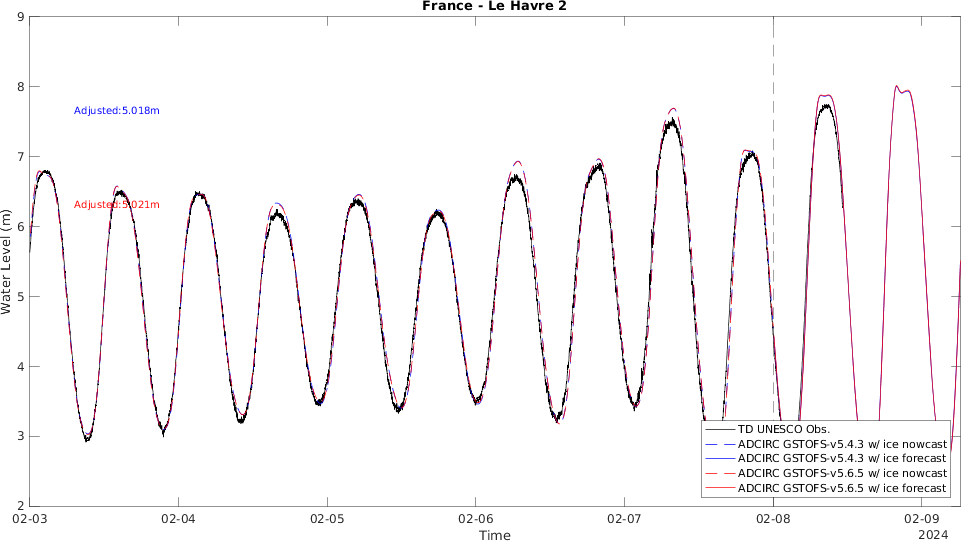 France - Le Havre 2
9
8
7
6
5
4
3
2
Water Level (m)
Adjusted:5.018m
Adjusted:5.021m
TD UNESCO Obs.
ADCIRC GSTOFS-v5.4.3 w/ ice nowcast
ADCIRC GSTOFS-v5.4.3 w/ ice forecast
ADCIRC GSTOFS-v5.6.5 w/ ice nowcast
ADCIRC GSTOFS-v5.6.5 w/ ice forecast
02-03 02-04 02-05 02-06 02-07 02-08 02-09
Time
2024